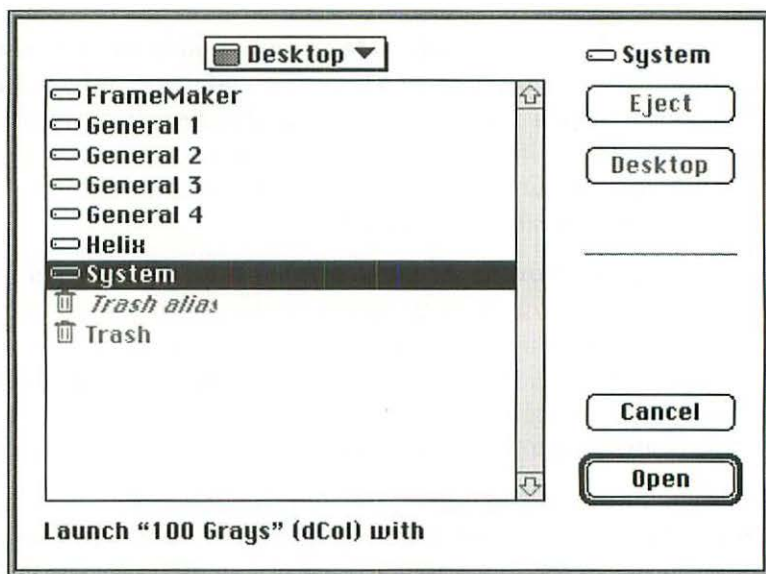 Desktop
System
FrameMaker
General 1
General 2
General 3
General 4
Helix
System
Trash alias
Trash
Eject
Desktop
Cancel
Open
Launch “100 Grays” (dCol) with